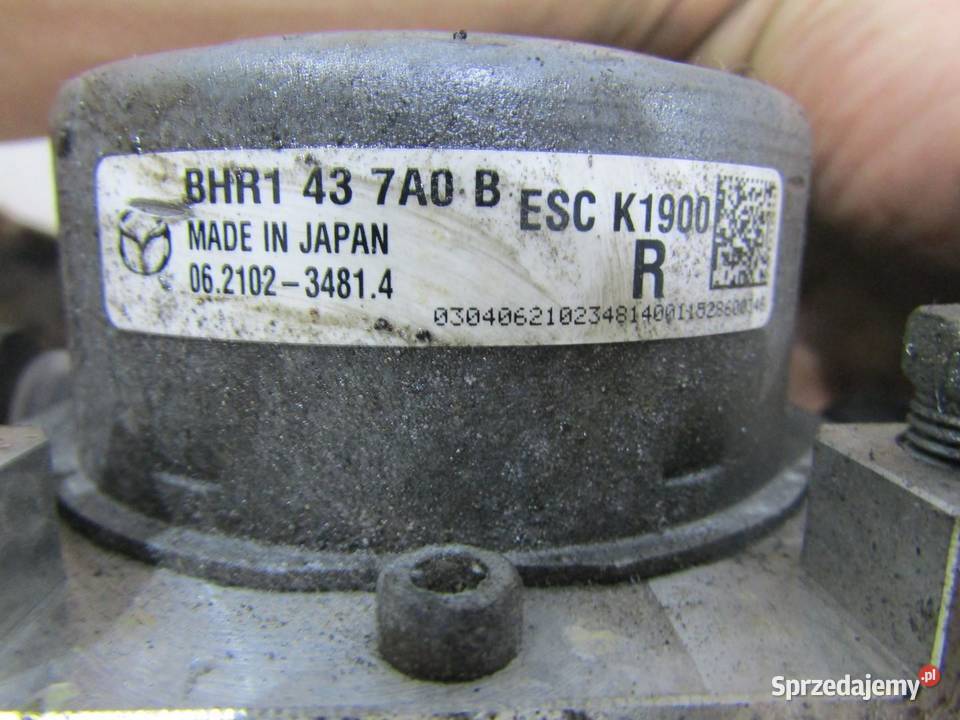 BHR1 43 7A0 B
ESC K1900
MADE IN JAPAN
R
06.2102-3481.4
Sprzedajemy.pl